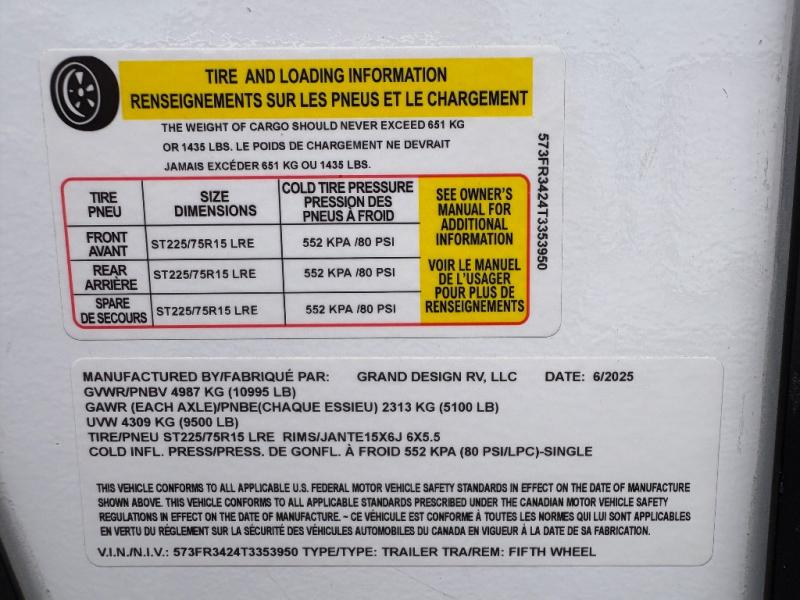 TIRE AND LOADING INFORMATION
RENSEIGNEMENTS SUR LES PNEUS ET LE CHARGEMENT
THE WEIGHT OF CARGO SHOULD NEVER EXCEED 651 KG
OR 1435 LBS. LE POIDS DE CHARGEMENT NE DEVRAIT
JAMAIS EXCÉDER 651 KG OU 1435 LBS.
TIRE PNEU SIZE DIMENSIONS COLD TIRE PRESSURE PRESSION DES PNEUS À FROID
FRONT AVANT ST225/75R15 LRE 552 KPA /80 PSI
REAR ARRIÈRE ST225/75R15 LRE 552 KPA /80 PSI
SPARE DE SECOURS ST225/75R15 LRE 552 KPA /80 PSI
SEE OWNER'S
MANUAL FOR
ADDITIONAL
INFORMATION
VOIR LE MANUEL
DE L'USAGER
POUR PLUS DE
RENSEIGNEMENTS
573FR3424T3353950
MANUFACTURED BY/FABRIQUÉ PAR: GRAND DESIGN RV, LLC DATE: 6/2025
GVWR/PNBV 4987 KG (10995 LB)
GAWR (EACH AXLE)/PNBE(CHAQUE ESSIEU) 2313 KG (5100 LB)
UVW 4309 KG (9500 LB)
TIRE/PNEU ST225/75R15 LRE RIMS/JANTE15X6J 6X5.5
COLD INFL. PRESS/PRESS. DE GONFL. À FROID 552 KPA (80 PSI/LPC)-SINGLE
THIS VEHICLE CONFORMS TO ALL APPLICABLE U.S. FEDERAL MOTOR VEHICLE SAFETY STANDARDS IN EFFECT ON THE DATE OF MANUFACTURE
SHOWN ABOVE. THIS VEHICLE CONFORMS TO ALL APPLICABLE STANDARDS PRESCRIBED UNDER THE CANADIAN MOTOR VEHICLE SAFETY
REGULATIONS IN EFFECT ON THE DATE OF MANUFACTURE. ~ CE VÉHICULE EST CONFORME À TOUTES LES NORMES QUI LUI SONT APPLICABLES
EN VERTU DU RÈGLEMENT SUR LA SÉCURITÉ DES VÉHICULES AUTOMOBILES DU CANADA EN VIGUEUR À LA DATE DE SA FABRICATION.
V.I.N./N.I.V.: 573FR3424T3353950 TYPE/TYPE: TRAILER TRA/REM: FIFTH WHEEL